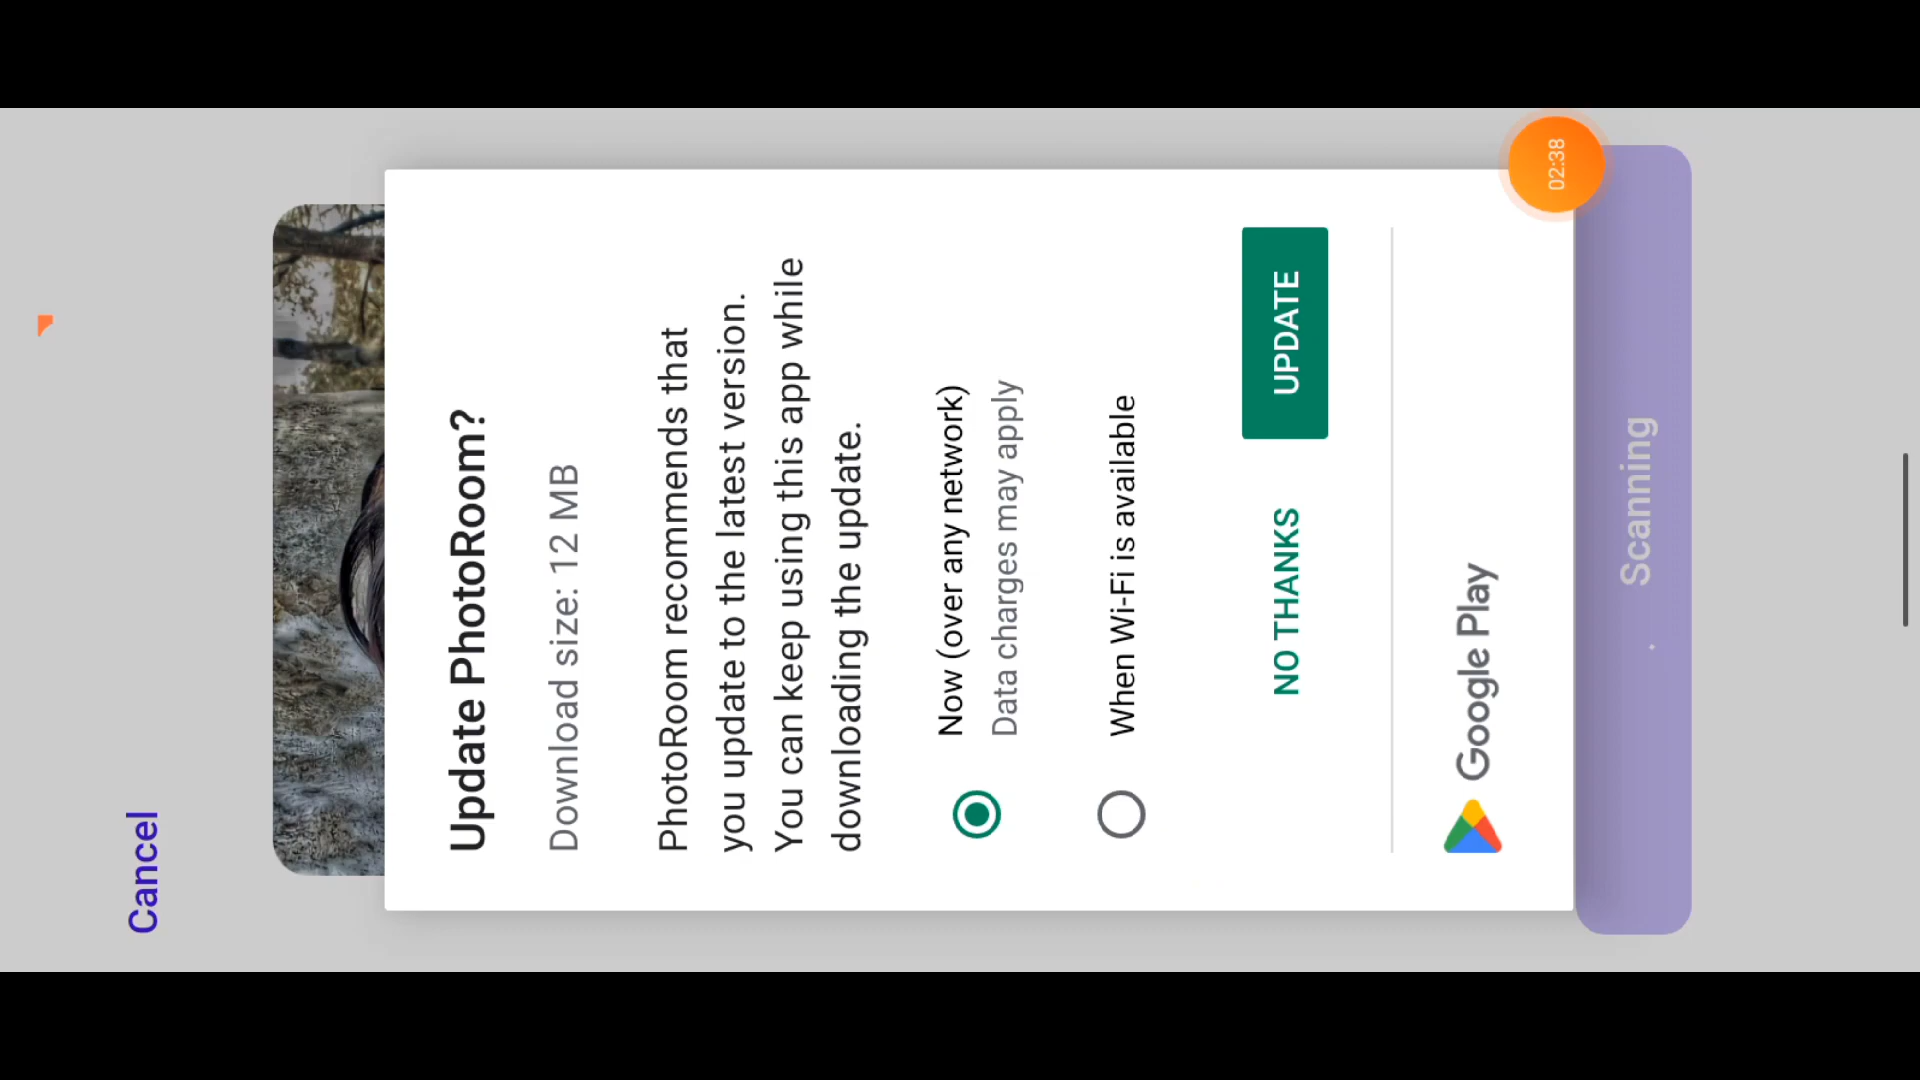 02:38
Cancel
Update PhotoRoom?
Download size: 12 MB
PhotoRoom recommends that
you update to the latest version.
You can keep using this app while
downloading the update.
Now (over any network)
Data charges may apply
When Wi-Fi is available
NO THANKS
UPDATE
Google Play
Scanning